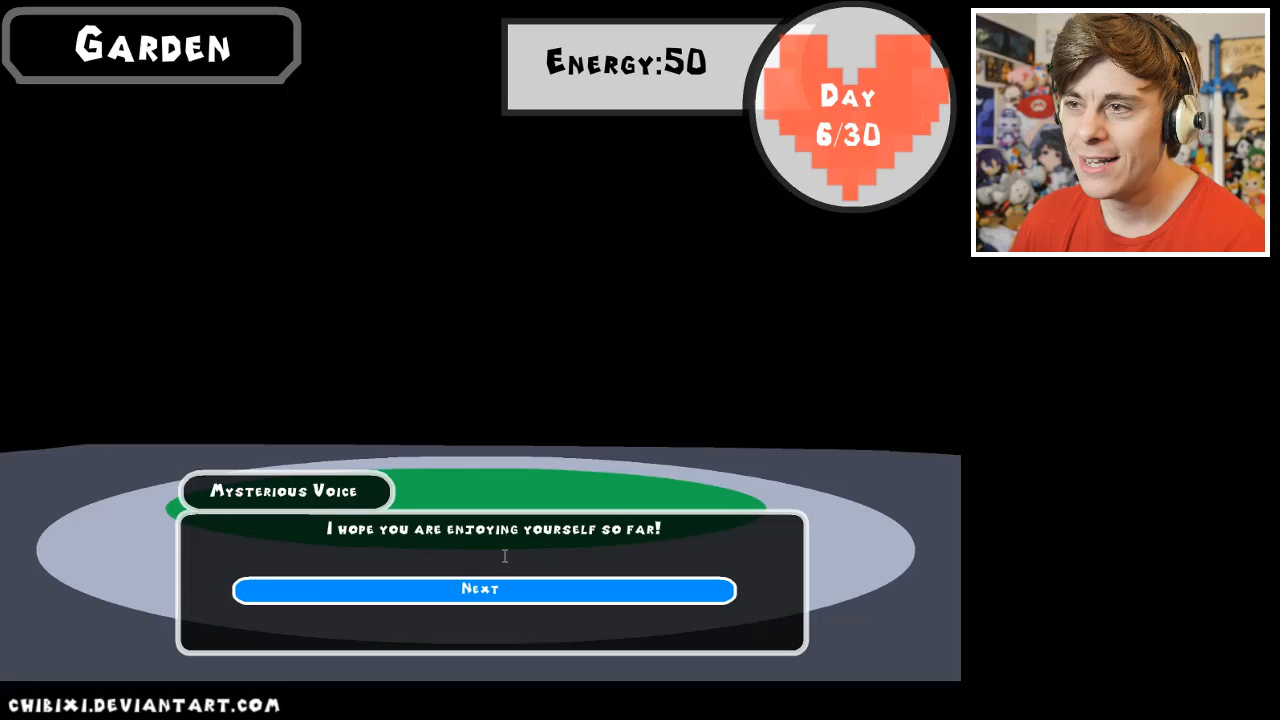 Garden
Energy:50
Day
6/30
Mysterious Voice
I hope you are enjoying yourself so far!
Next
chibixi.deviantart.com